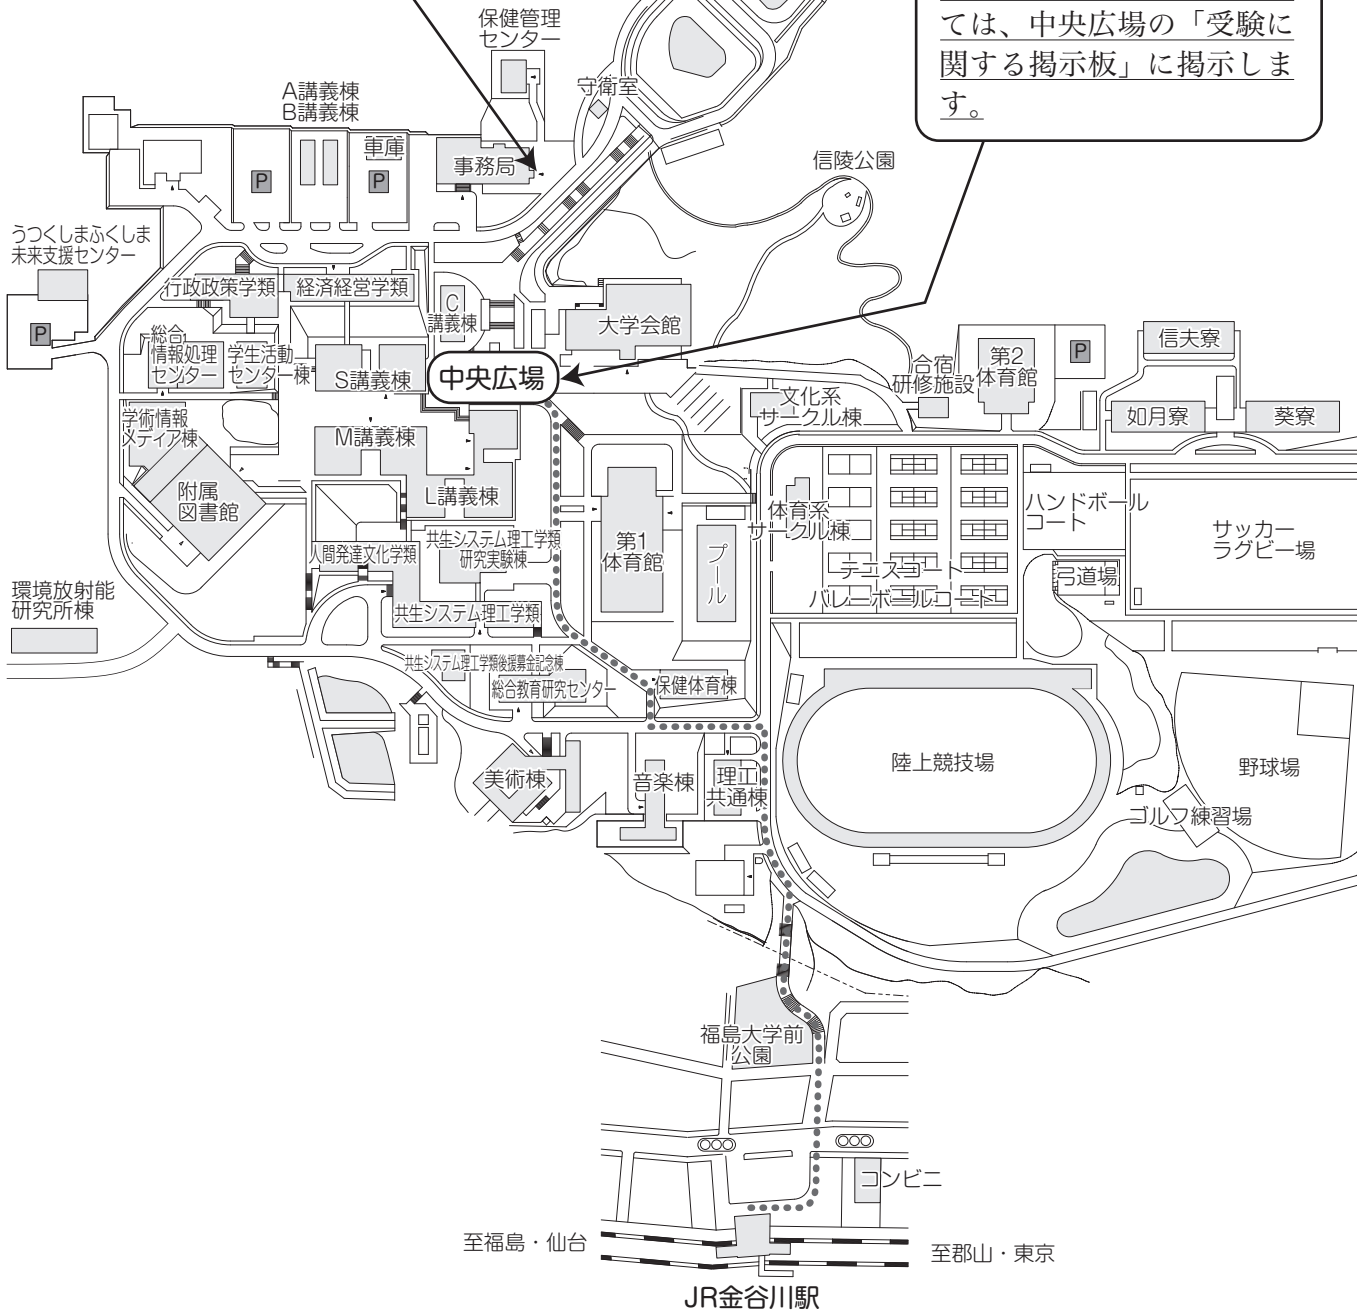 ては、中央広場の「受験に
関する掲示板」に掲示しま
す。
保健管理
センター
守衛室
A講義棟
B講義棟
車庫
事務局
P
P
信陵公園
うつくしまふくしま
未来支援センター
行政政策学類
経済経営学類
C
講義棟
大学会館
P
総合
情報処理
センター
学生活動
センター棟
S講義棟
中央広場
合宿
研修施設
第2
体育館
P
信夫寮
文化系
サークル棟
如月寮
葵寮
学術情報
メディア棟
M講義棟
附属
図書館
L講義棟
体育系
サークル棟
ハンドボール
コート
サッカー
ラグビー場
人間発達文化学類
共生システム理工学類
研究実験棟
第1
体育館
プール
テニスコート
バレーボールコート
弓道場
環境放射能
研究所棟
共生システム理工学類
共生システム理工学類後援募金記念棟
総合教育研究センター
保健体育棟
美術棟
音楽棟
理工
共通棟
陸上競技場
野球場
ゴルフ練習場
福島大学前
公園
コンビニ
至福島・仙台
至郡山・東京
JR金谷川駅